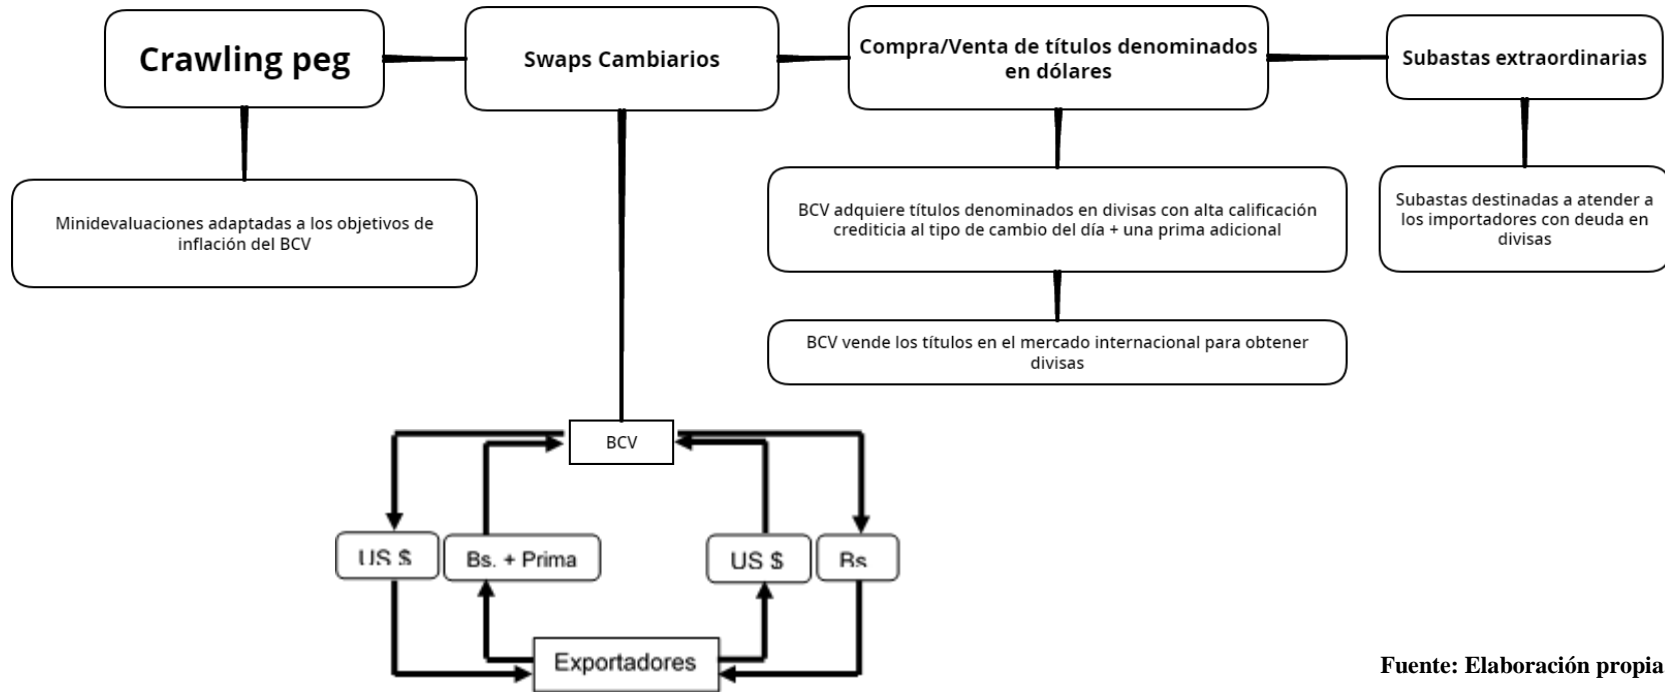 Crawling peg
Swaps Cambiarios
Compra/Venta de títulos denominados
en dólares
Subastas extraordinarias
Minidevaluaciones adaptadas a los objetivos de
inflación del BCV
BCV adquiere títulos denominados en divisas con alta calificación
crediticia al tipo de cambio del día + una prima adicional
Subastas destinadas a atender a
los importadores con deuda en
divisas
BCV vende los títulos en el mercado internacional para obtener
divisas
BCV
US $
Bs. + Prima
US $
Bs
Exportadores
Fuente: Elaboración propia